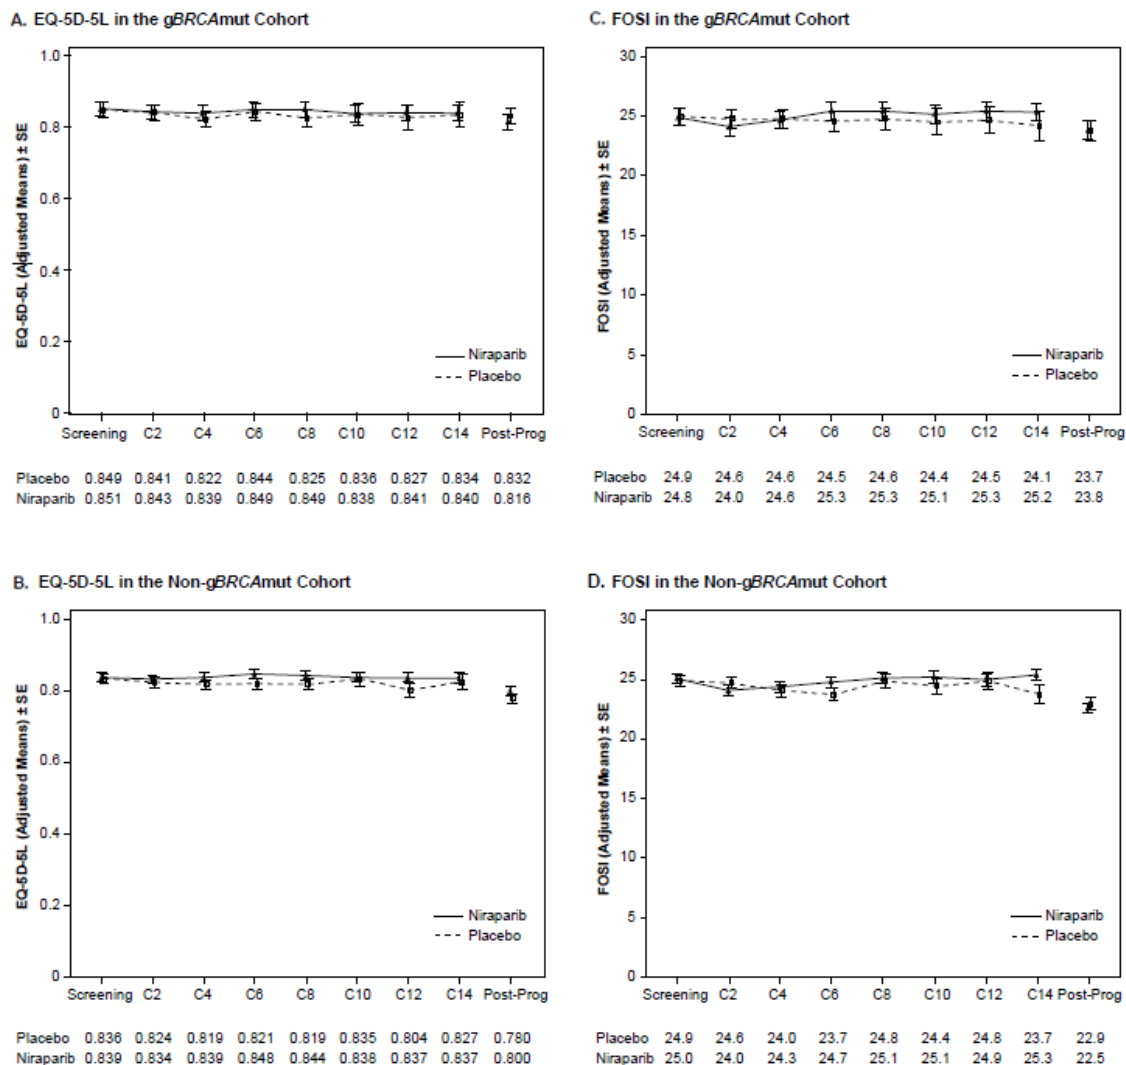 A. EQ-5D-5L in the gBRCAmut Cohort
EQ-5D-5L (Adjusted Means) ± SE
1.0
0.8
0.6
0.4
0.2
0
Niraparib
Placebo
Screening C2 C4 C6 C8 C10 C12 C14 Post-Prog
Placebo 0.849 0.841 0.822 0.844 0.825 0.836 0.827 0.834 0.832
Niraparib 0.851 0.843 0.839 0.849 0.849 0.838 0.841 0.840 0.816
C. FOSI in the gBRCAmut Cohort
FOSI (Adjusted Means) ± SE
30
25
20
15
10
5
0
Niraparib
Placebo
Screening C2 C4 C6 C8 C10 C12 C14 Post-Prog
Placebo 24.9 24.6 24.6 24.5 24.6 24.4 24.5 24.1 23.7
Niraparib 24.8 24.0 24.6 25.3 25.3 25.1 25.3 25.2 23.8
B. EQ-5D-5L in the Non-gBRCAmut Cohort
EQ-5D-5L (Adjusted Means) ± SE
1.0
0.8
0.6
0.4
0.2
0
Niraparib
Placebo
Screening C2 C4 C6 C8 C10 C12 C14 Post-Prog
Placebo 0.836 0.824 0.819 0.821 0.819 0.835 0.804 0.827 0.780
Niraparib 0.839 0.834 0.839 0.848 0.844 0.838 0.837 0.837 0.800
D. FOSI in the Non-gBRCAmut Cohort
FOSI (Adjusted Means) ± SE
30
25
20
15
10
5
0
Niraparib
Placebo
Screening C2 C4 C6 C8 C10 C12 C14 Post-Prog
Placebo 24.9 24.6 24.0 23.7 24.8 24.4 24.8 23.7 22.9
Niraparib 25.0 24.0 24.3 24.7 25.1 25.1 24.9 25.3 22.5